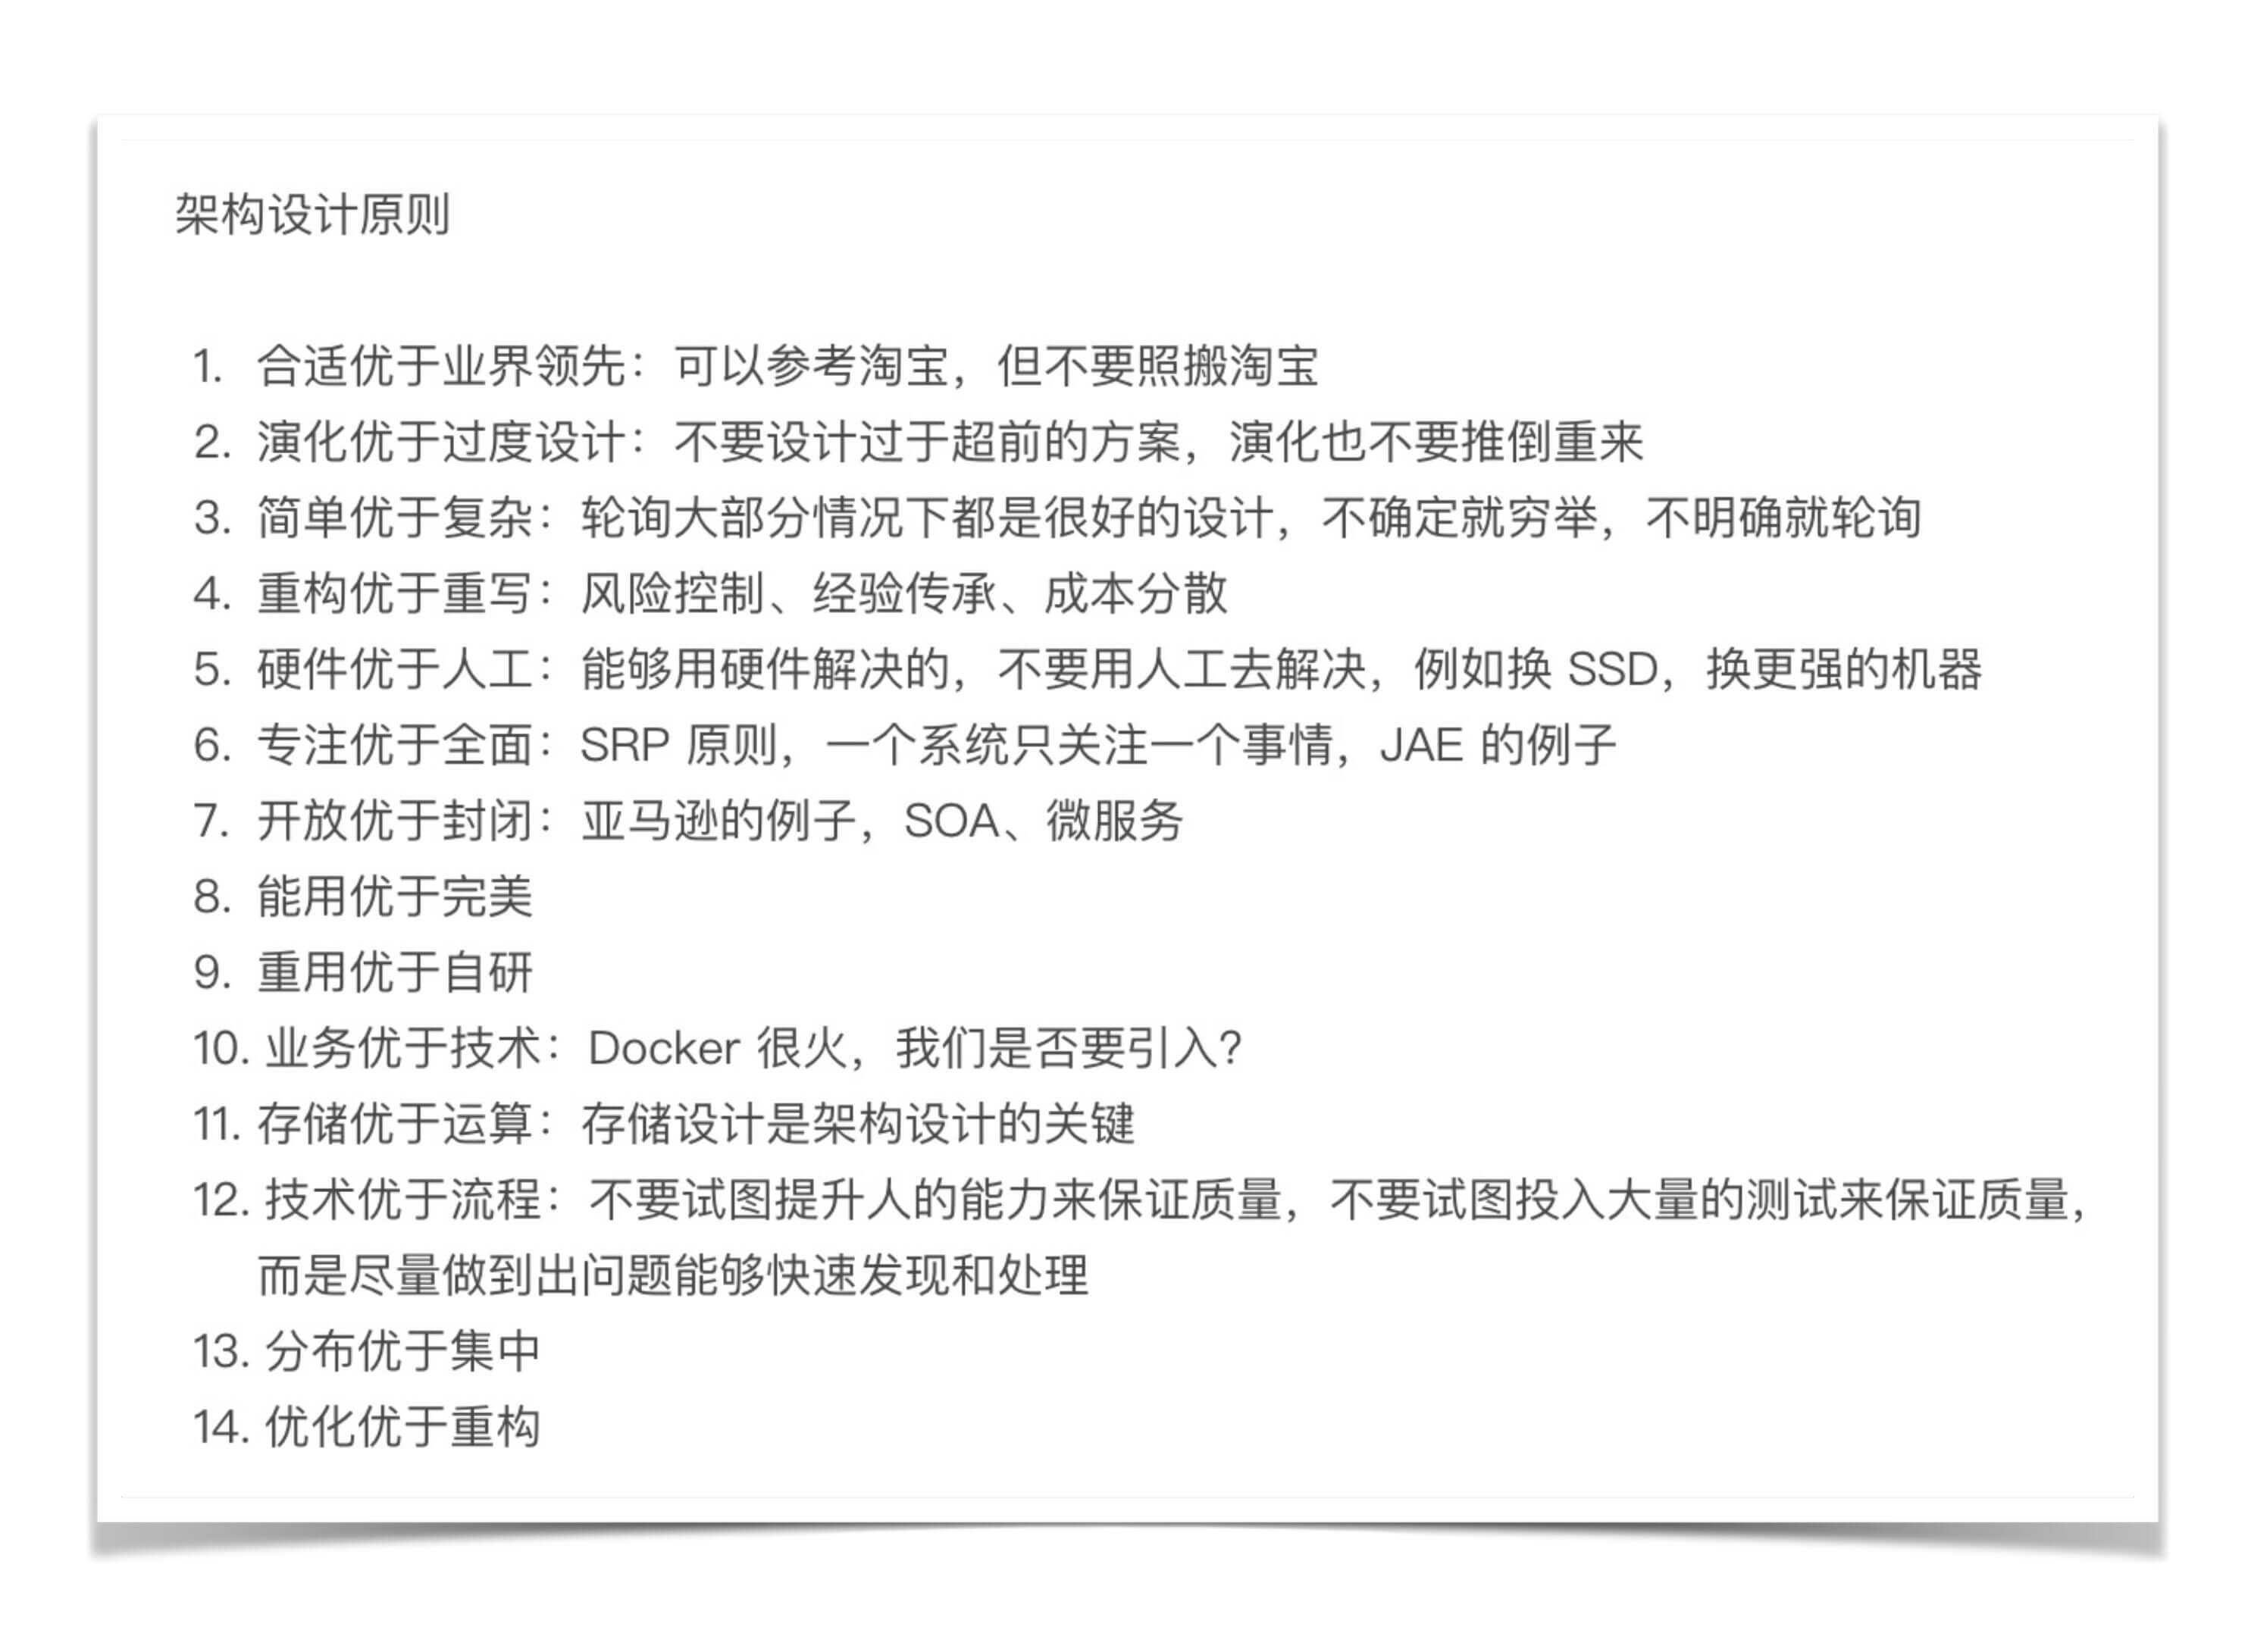 架构设计原则
1. 合适优于业界领先：可以参考淘宝，但不要照搬淘宝
2. 演化优于过度设计：不要设计过于超前的方案，演化也不要推倒重来
3. 简单优于复杂：轮询大部分情况下都是很好的设计，不确定就穷举，不明确就轮询
4. 重构优于重写：风险控制、经验传承、成本分散
5. 硬件优于人工：能够用硬件解决的，不要用人工去解决，例如换 SSD，换更强的机器
6. 专注优于全面：SRP 原则，一个系统只关注一个事情，JAE 的例子
7. 开放优于封闭：亚马逊的例子，SOA、微服务
8. 能用优于完美
9. 重用优于自研
10. 业务优于技术：Docker 很火，我们是否要引入？
11. 存储优于运算：存储设计是架构设计的关键
12. 技术优于流程：不要试图提升人的能力来保证质量，不要试图投入大量的测试来保证质量，
而是尽量做到出问题能够快速发现和处理
13. 分布优于集中
14. 优化优于重构